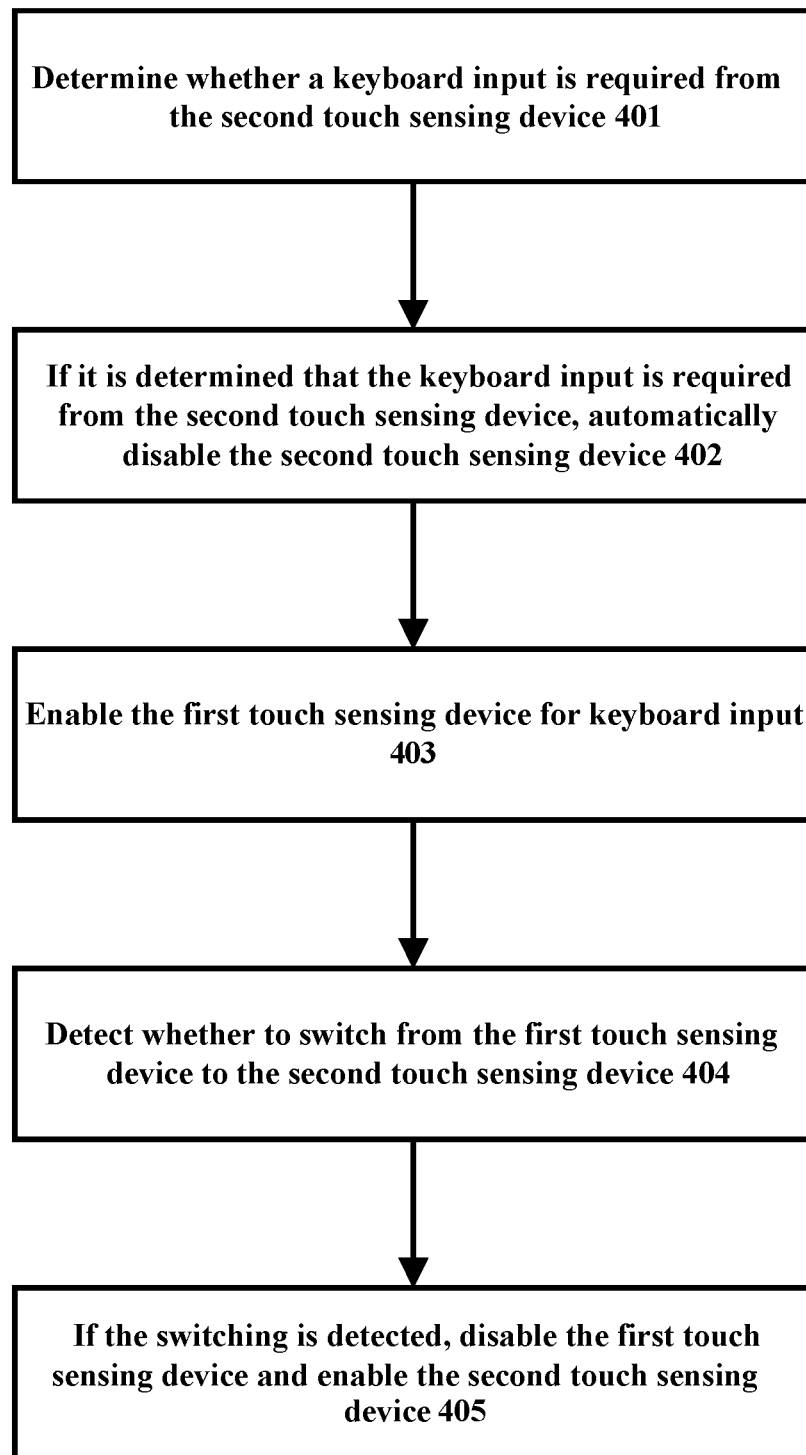 Determine whether a keyboard input is required from
the second touch sensing device 401
If it is determined that the keyboard input is required
from the second touch sensing device, automatically
disable the second touch sensing device 402
Enable the first touch sensing device for keyboard input
403
Detect whether to switch from the first touch sensing
device to the second touch sensing device 404
If the switching is detected, disable the first touch
sensing device and enable the second touch sensing
device 405